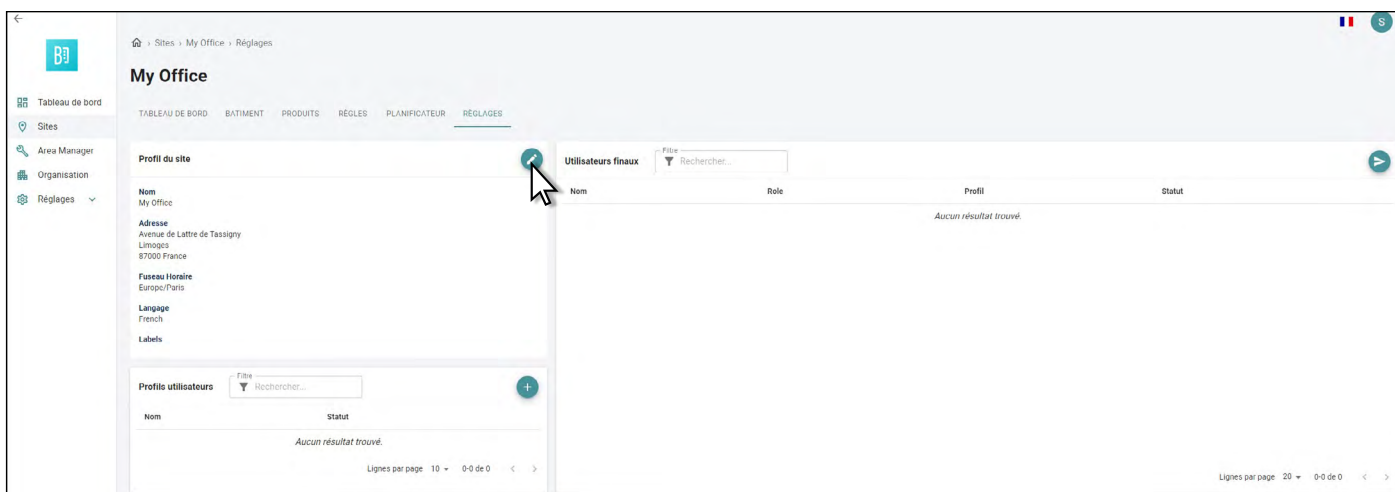 S
Sites › My Office › Réglages
My Office
Tableau de bord
Sites
Area Manager
Organisation
Réglages
TABLEAU DE BORD BATIMENT PRODUITS RÈGLES PLANIFICATEUR RÉGLAGES
Profil du site
Nom
My Office
Adresse
Avenue de Lattre de Tassigny
Limoges
87000 France
Fuseau Horaire
Europe/Paris
Langage
French
Labels
Profils utilisateurs
Filtre
Rechercher...
Nom Statut
Aucun résultat trouvé.
Lignes par page 10 0-0 de 0
Utilisateurs finaux
Filtre
Rechercher...
Nom Role Profil Statut
Aucun résultat trouvé.
Lignes par page 20 0-0 de 0